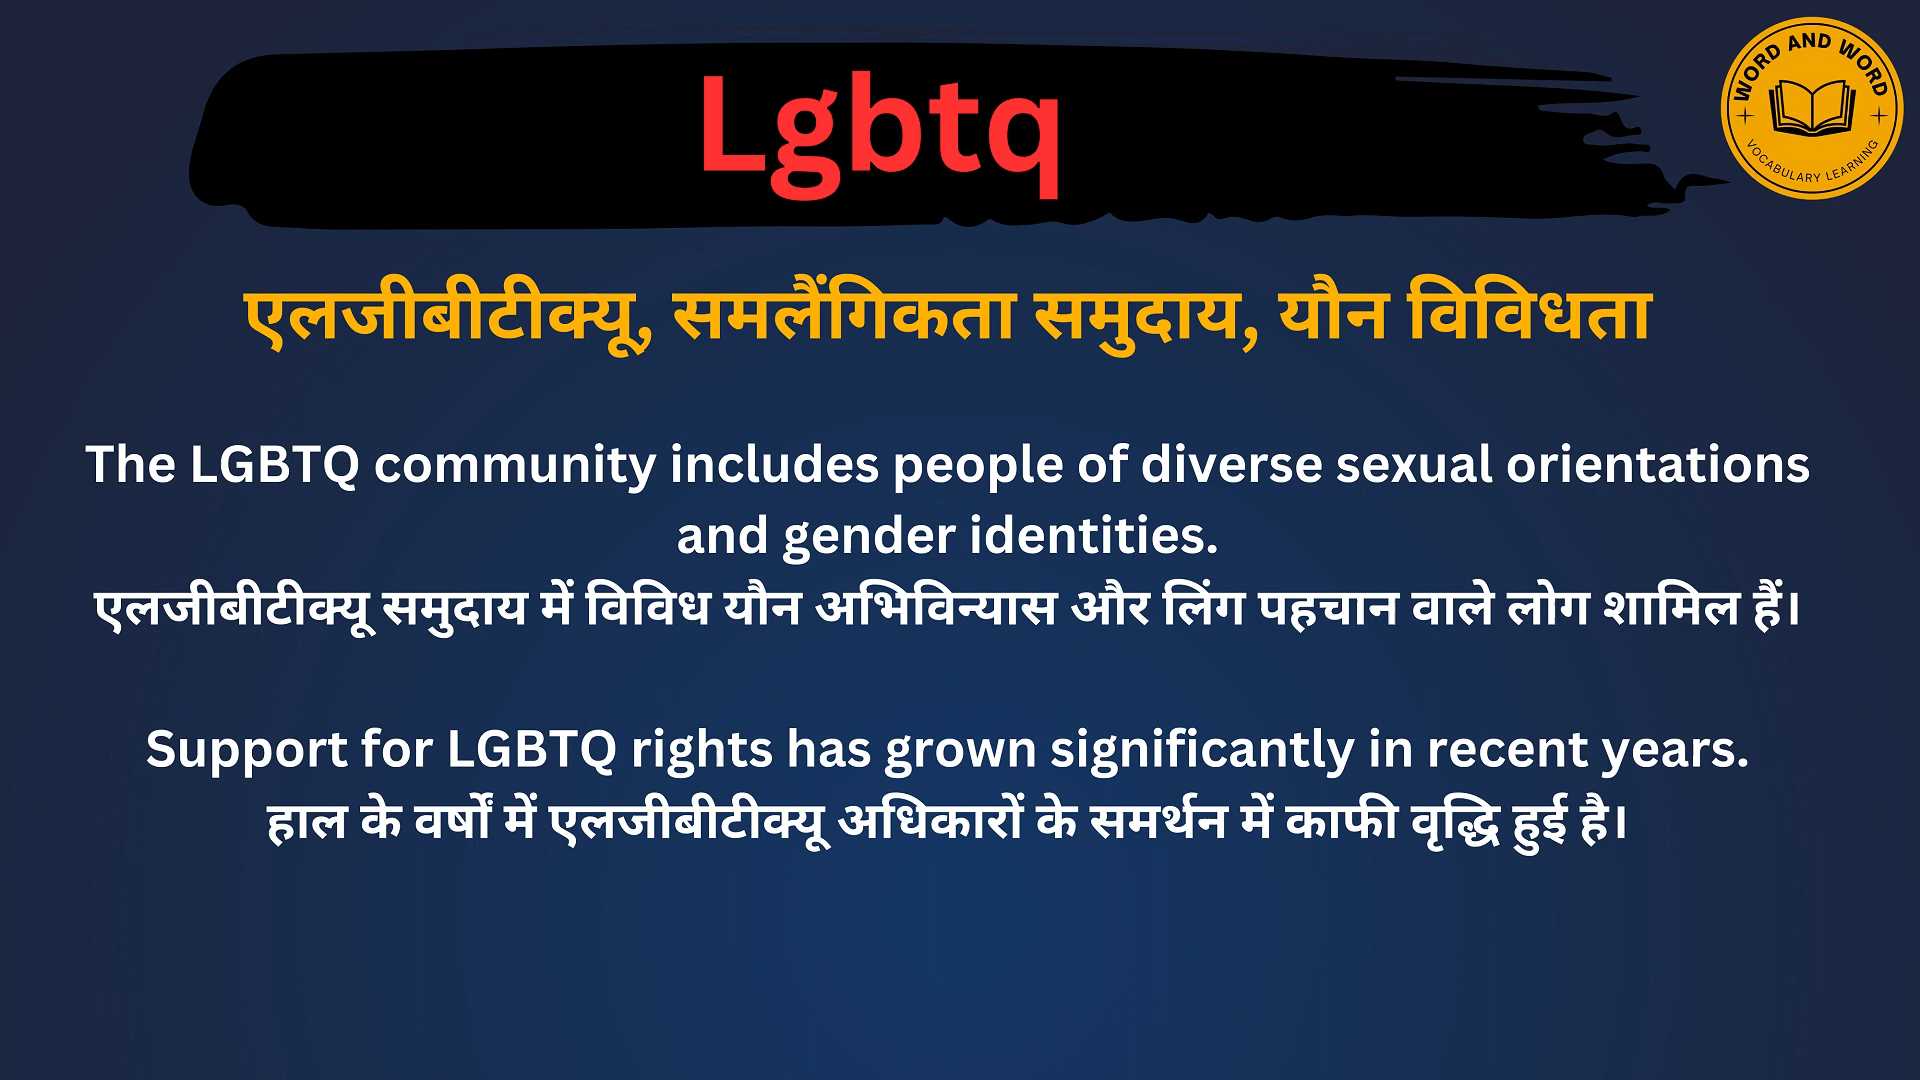 Lgbtq
WORD AND WORD
VOCABULARY LEARNING
एलजीबीटीक्यू, समलैंगिकता समुदाय, यौन विविधता
The LGBTQ community includes people of diverse sexual orientations
and gender identities.
एलजीबीटीक्यू समुदाय में विविध यौन अभिविन्यास और लिंग पहचान वाले लोग शामिल हैं।
Support for LGBTQ rights has grown significantly in recent years.
हाल के वर्षों में एलजीबीटीक्यू अधिकारों के समर्थन में काफी वृद्धि हुई है।